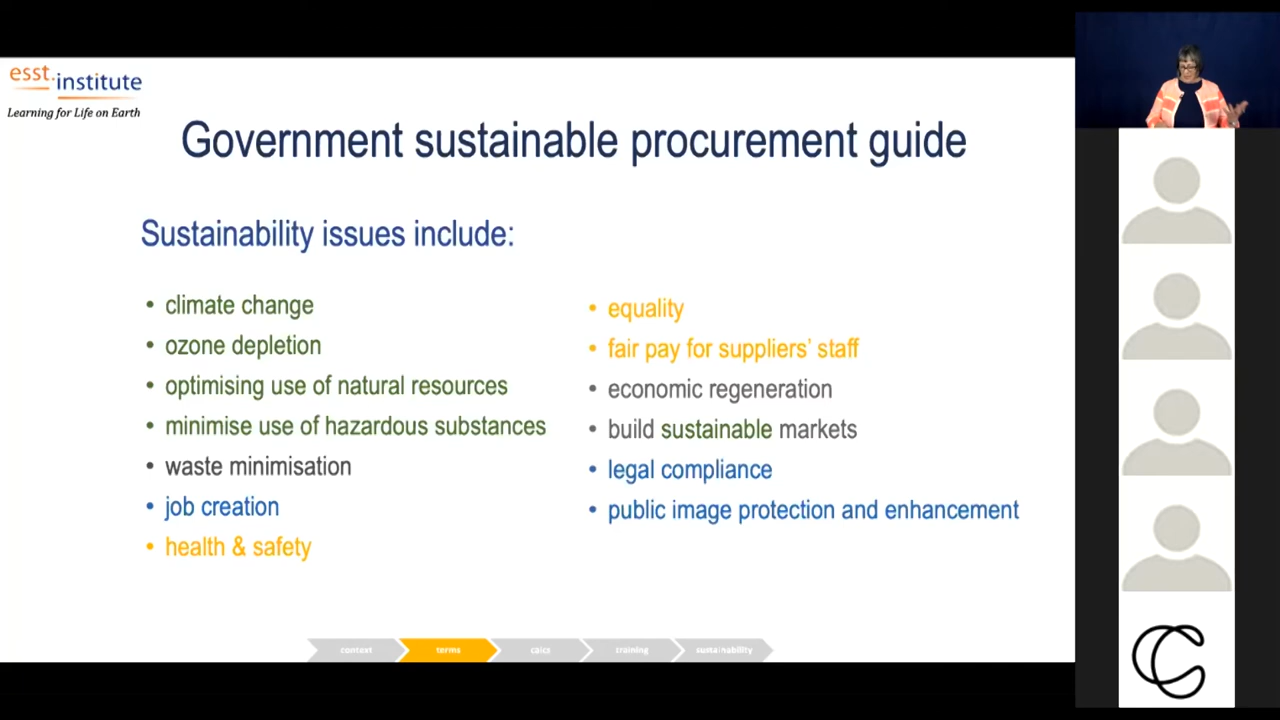 esst.institute
Learning for Life on Earth
Government sustainable procurement guide
Sustainability issues include:
• climate change
• ozone depletion
• optimising use of natural resources
• minimise use of hazardous substances
• waste minimisation
• job creation
• health & safety
• equality
• fair pay for suppliers’ staff
• economic regeneration
• build sustainable markets
• legal compliance
• public image protection and enhancement
context terms calcs training sustainability